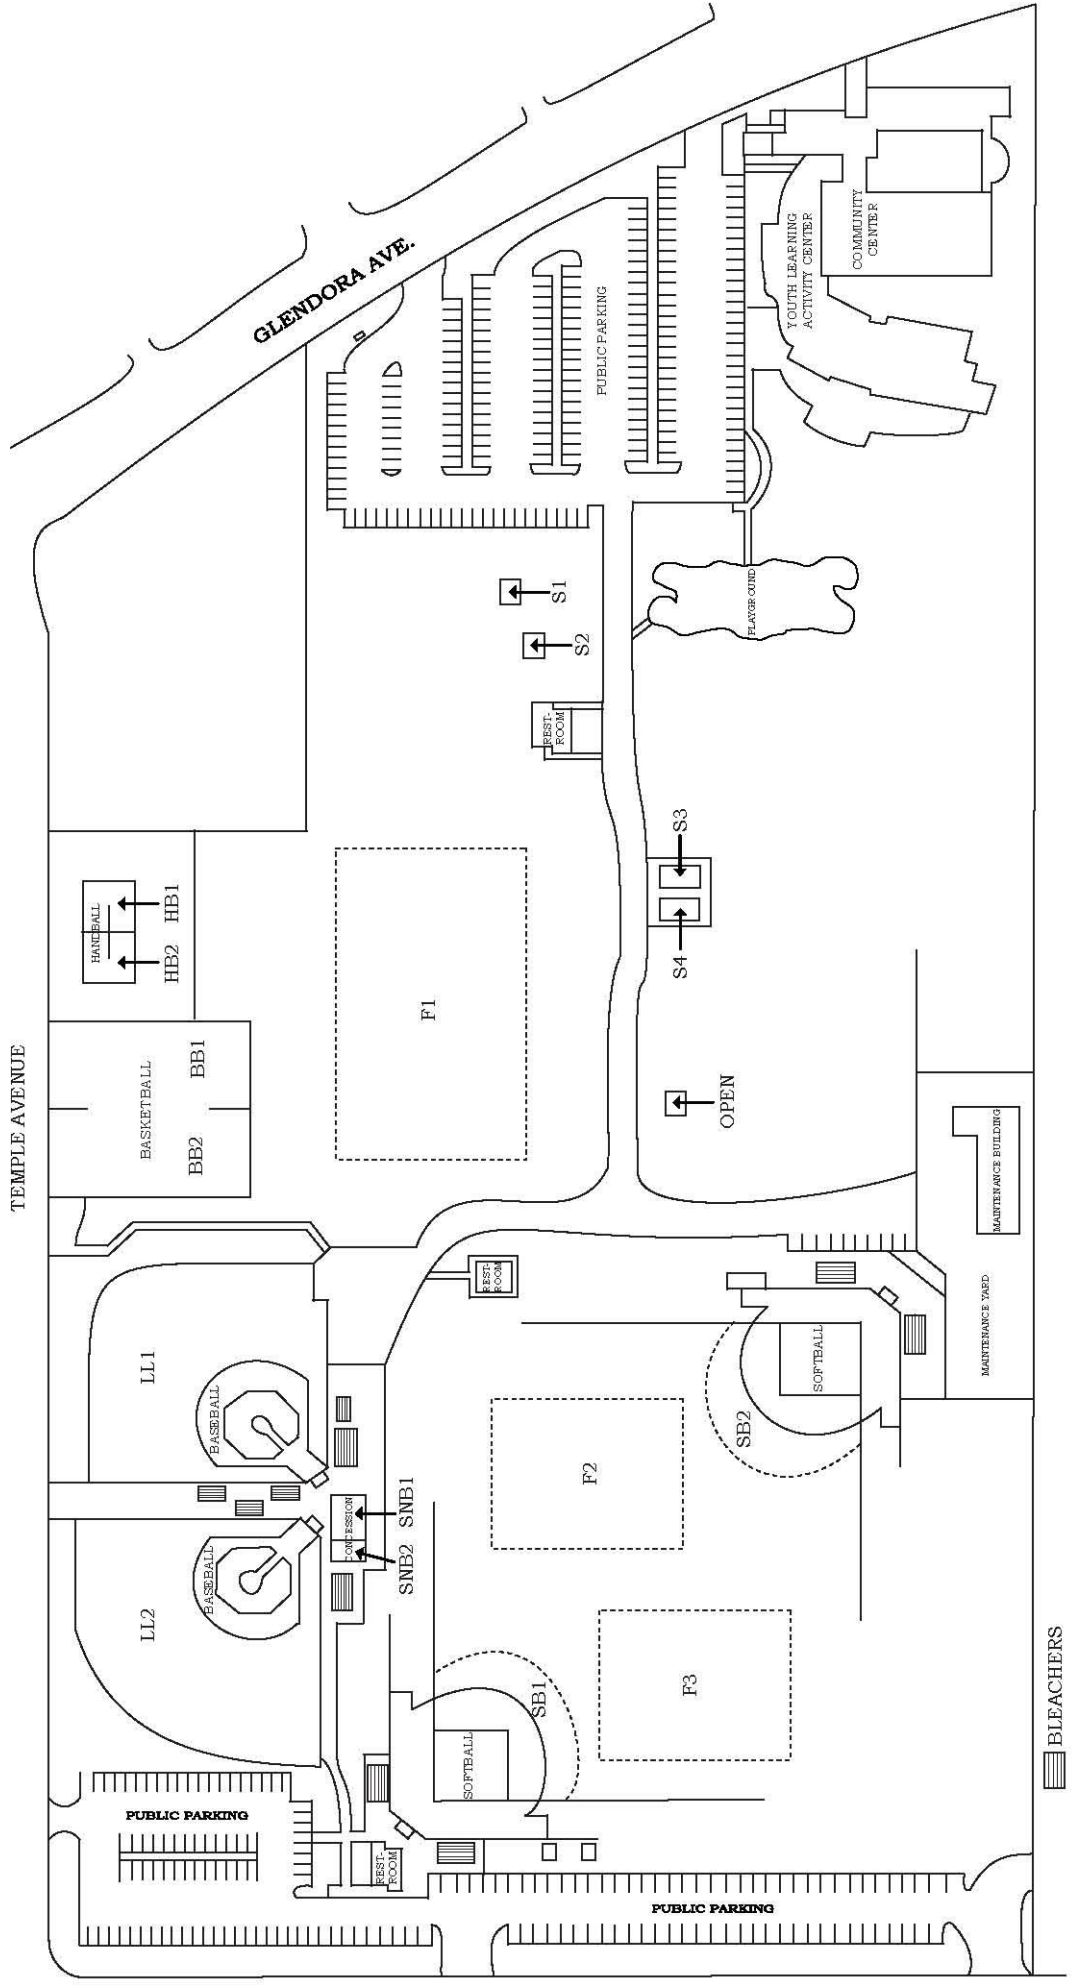 GLENDORA AVE.
COMMUNITY
CENTER
YOUTH LEARNING
ACTIVITY CENTER
PUBLIC PARKING
S1
PLAYGROUND
S2
REST-
ROOM
S3
HANDBALL
HB1
HB2
S4
F1
TEMPLE AVENUE
BASKETBALL
BB1
BB2
OPEN
MAINTENANCE BUILDING
REST-
ROOM
MAINTENANCE YARD
LL1
SOFTBALL
BASEBALL
SB2
F2
CONCESSION
SNB1
SNB2
BASEBALL
LL2
SB1
F3
SOFTBALL
BLEACHERS
PUBLIC PARKING
REST-
ROOM
PUBLIC PARKING